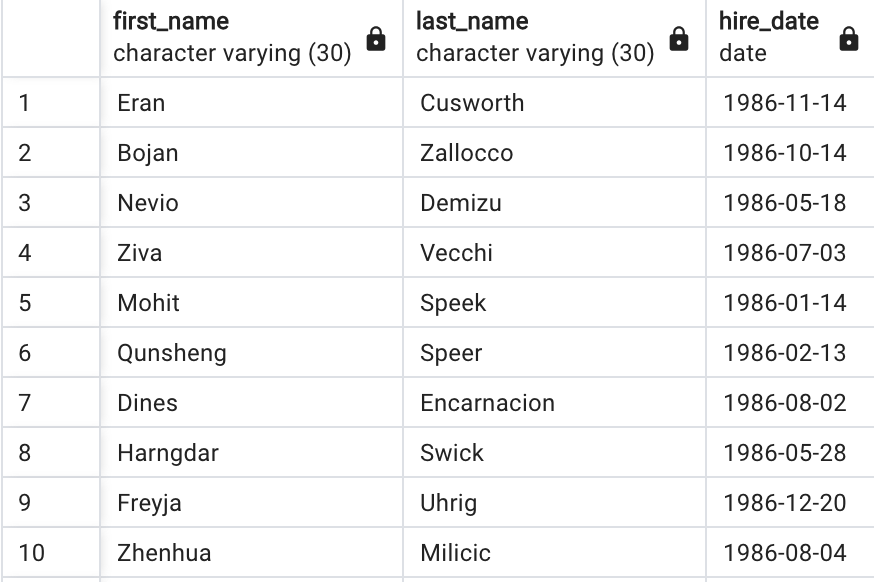 first_name last_name hire_date
character varying (30) character varying (30) date
1 Eran Cusworth 1986-11-14
2 Bojan Zallocco 1986-10-14
3 Nevio Demizu 1986-05-18
4 Ziva Vecchi 1986-07-03
5 Mohit Speek 1986-01-14
6 Qunsheng Speer 1986-02-13
7 Dines Encarnacion 1986-08-02
8 Harngdar Swick 1986-05-28
9 Freyja Uhrig 1986-12-20
10 Zhenhua Milicic 1986-08-04